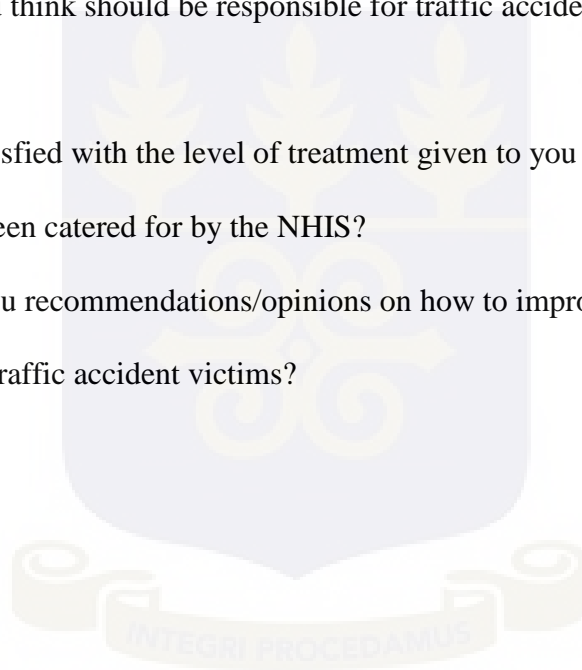 think should be responsible for traffic accide
sfied with the level of treatment given to you
een catered for by the NHIS?
u recommendations/opinions on how to impro
raffic accident victims?
INTEGRI PROCEDAMUS